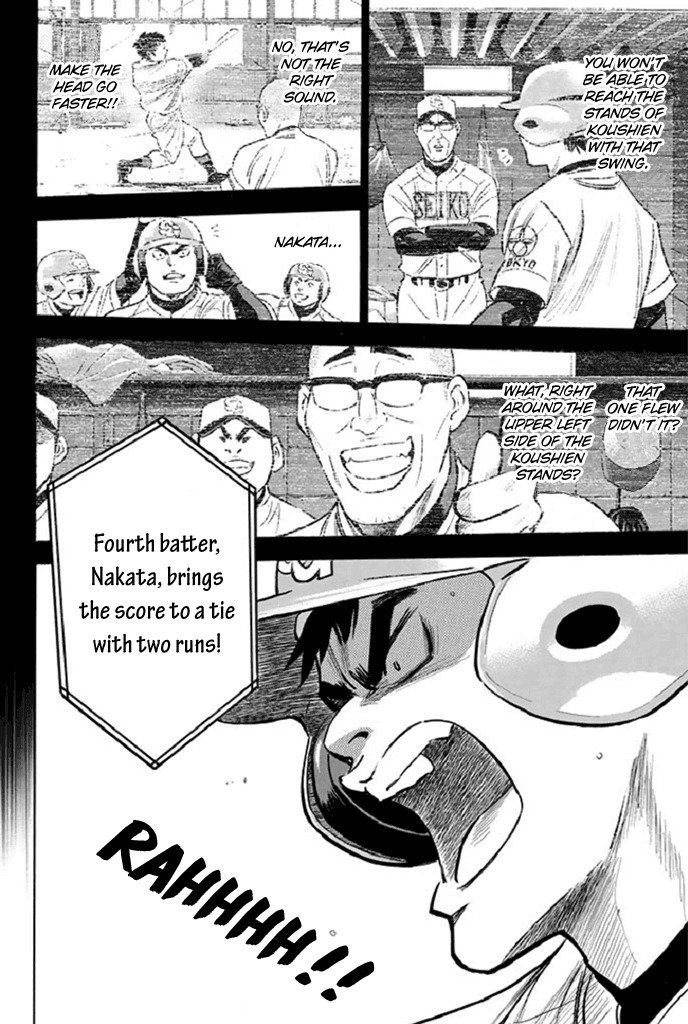 YOU WON'T
BE ABLE TO
REACH THE
STANDS OF
KOUSHIEN
WITH THAT
SWING.
SEIKO
NO, THAT'S
NOT THE
RIGHT
SOUND.
MAKE THE
HEAD GO
FASTER!!
NAKATA...
THAT
ONE FLEW
DIDN'T IT?
WHAT, RIGHT
AROUND THE
UPPER LEFT
SIDE OF THE
KOUSHIEN
STANDS?
Fourth batter,
Nakata, brings
the score to a tie
with two runs!
RAHHHH!!